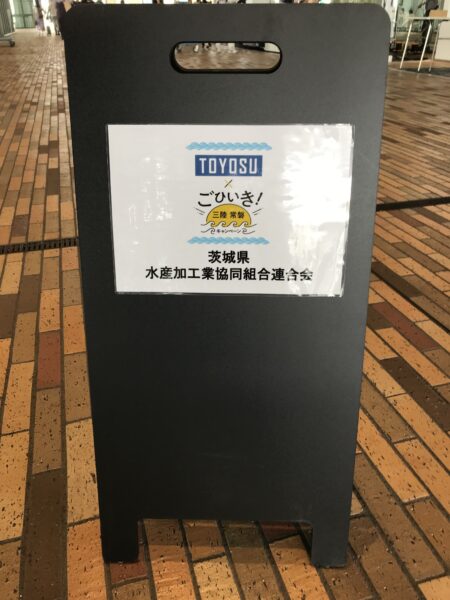 TOYOSU
×
ごひいき!
三陸 常磐
キャンペーン
茨城県
水産加工業協同組合連合会